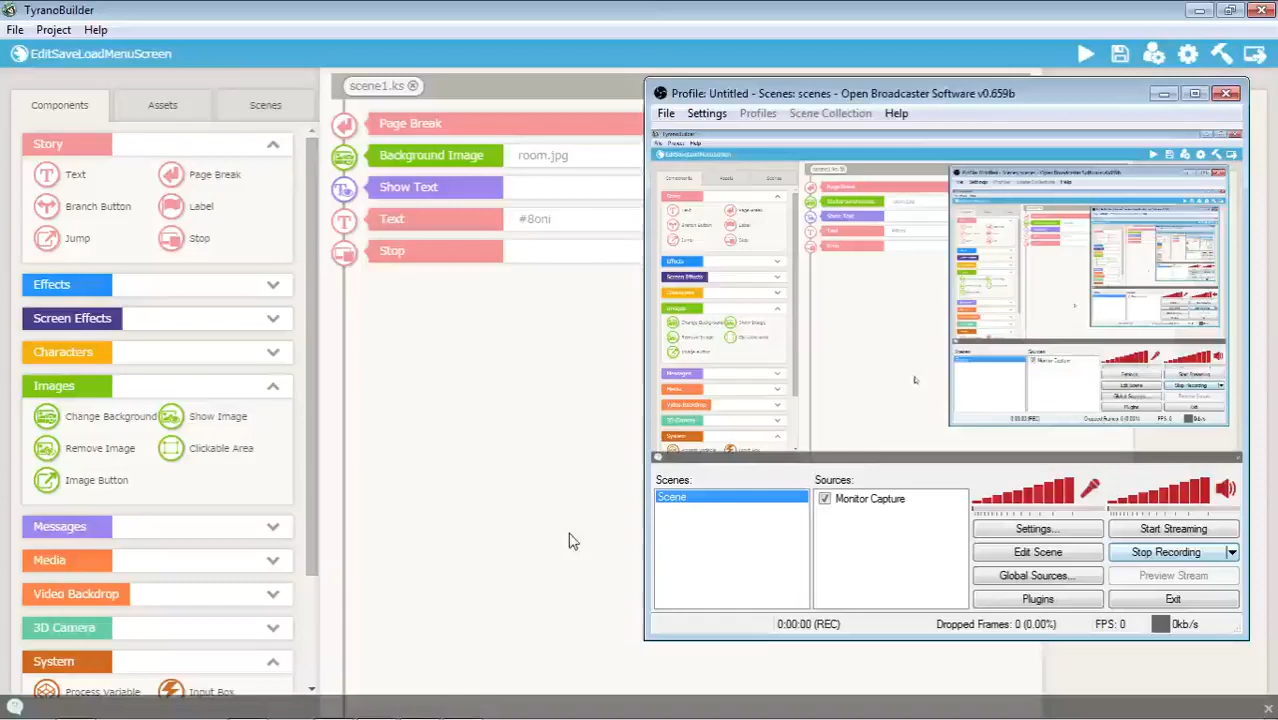 TyranoBuilder
File Project Help
EditSaveLoadMenuScreen
Components Assets Scenes
Story
Text Page Break
Branch Button Label
Jump Stop
Effects
Screen Effects
Characters
Images
Change Background Show Image
Remove Image Clickable Area
Image Button
Messages
Media
Video Backdrop
3D Camera
System
Process Variable Input Box
scene1.ks
Page Break
Background Image room.jpg
Show Text
Text #8oni
Stop
Profile: Untitled - Scenes: scenes - Open Broadcaster Software v0.659b
File Settings Profiles Scene Collection Help
Scenes: Sources:
Scene Monitor Capture
Settings... Start Streaming
Edit Scene Stop Recording
Global Sources... Preview Stream
Plugins Exit
0:00:00 (REC) Dropped Frames: 0 (0.00%) FPS: 0 0kb/s